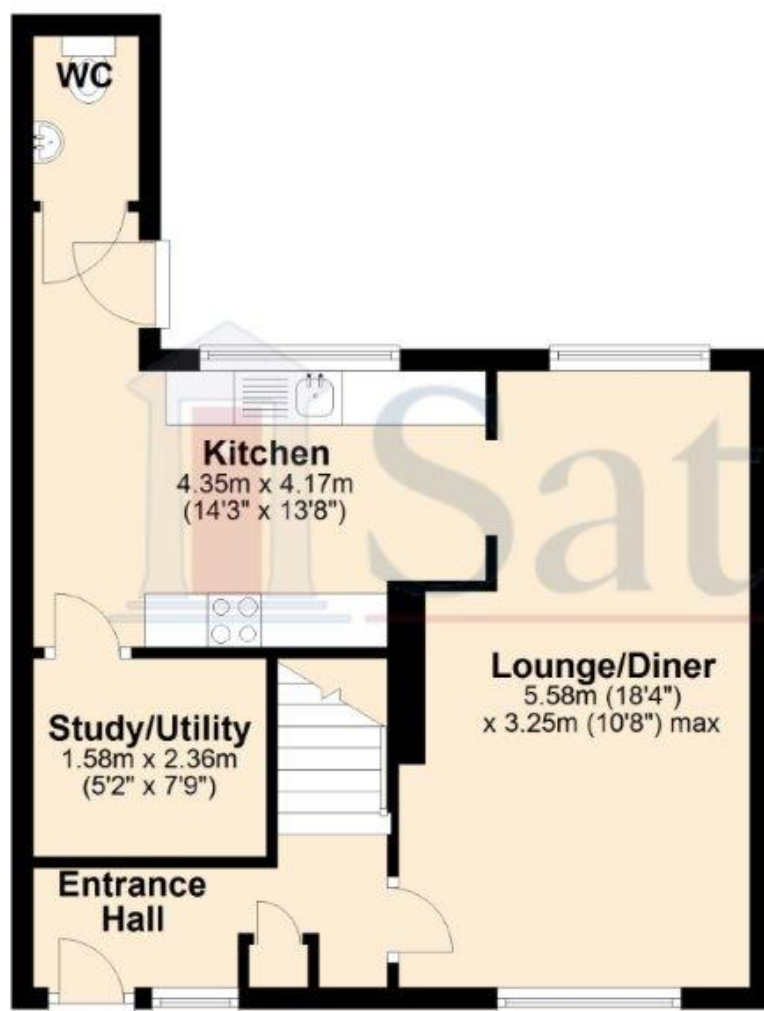 WC
Kitchen
4.35m x 4.17m
(14'3" x 13'8")
Lounge/Diner
5.58m (18'4")
x 3.25m (10'8") max
Study/Utility
1.58m x 2.36m
(5'2" x 7'9")
Entrance
Hall
Sat